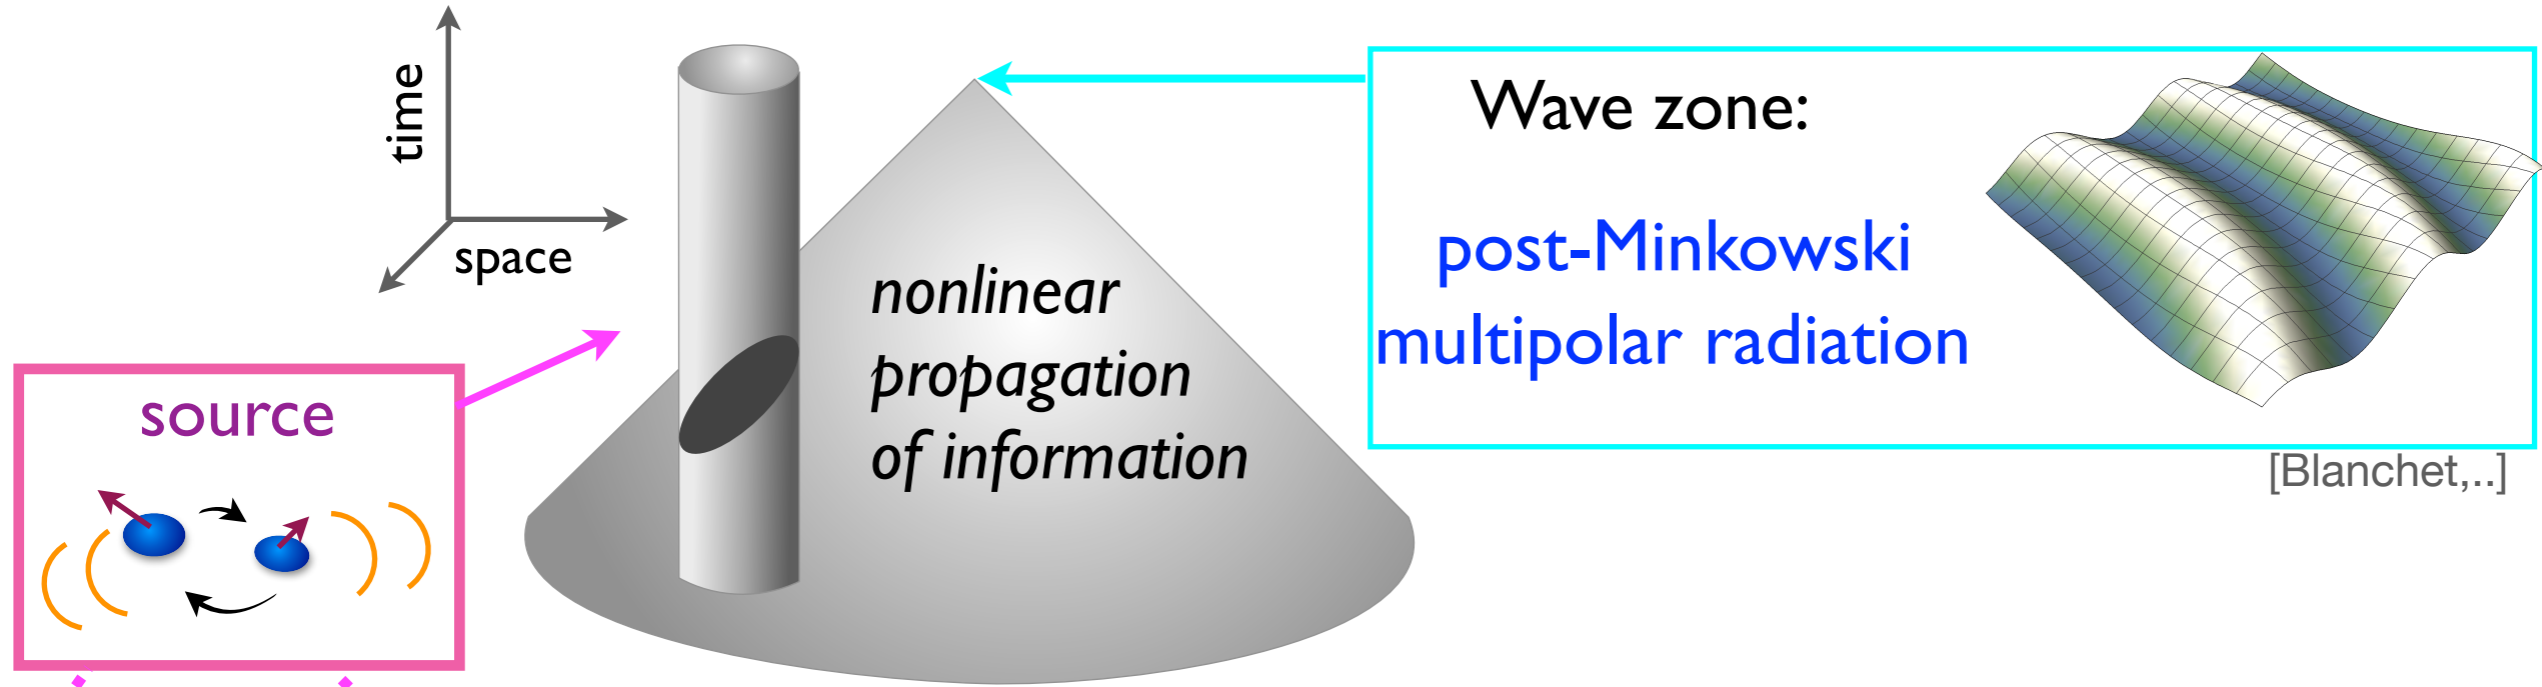 time
space
source
nonlinear
propagation
of information
Wave zone:
post-Minkowski
multipolar radiation
[Blanchet,..]